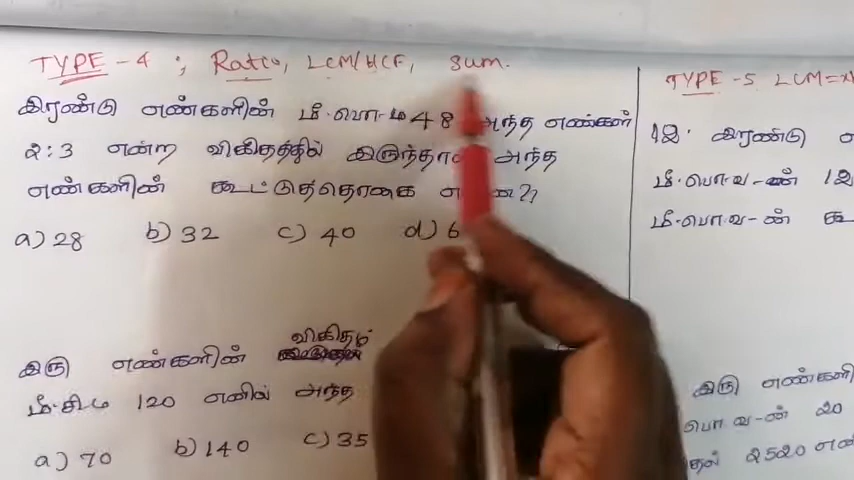 TYPE - 4 ; Ratio, LCM/HCF, sum.
இரண்டு எண்களின் மீ.பொ.ம 48 அந்த எண்கள்
2:3 என்ற விகிதத்தில் அந்த
எண்களின் கூட்டுத்தொகை
a) 28 b) 32 c) 40 d) 6
இரு எண்களின் விகிதம்
மீ.சி.ம 120 எனில் அந்த
a) 70 b) 140 c) 35
TYPE - 5 LCM =
12. இரண்டு
மீ.பொ.வ -ன் 12
மீ.பொ.வ -ன்
இரு எண்களி
பொ.வ -ன் 20
2520